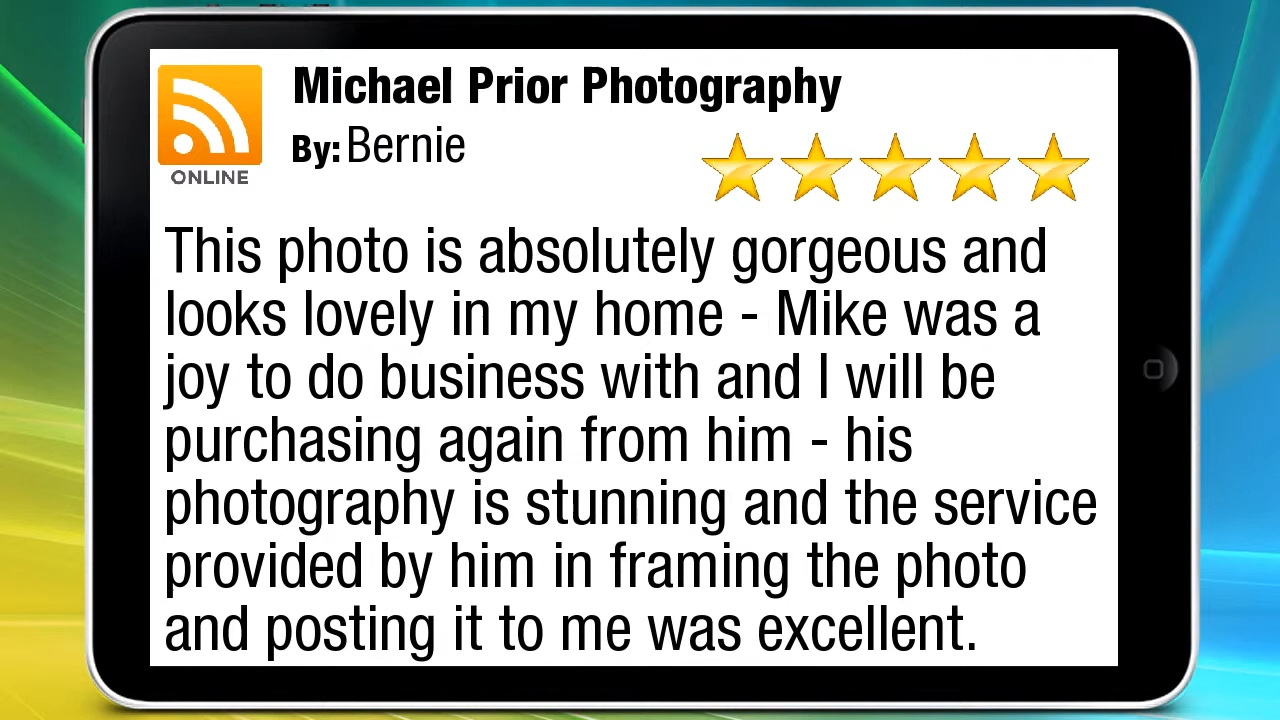 Michael Prior Photography
ONLINE
By: Bernie
This photo is absolutely gorgeous and
looks lovely in my home - Mike was a
joy to do business with and I will be
purchasing again from him - his
photography is stunning and the service
provided by him in framing the photo
and posting it to me was excellent.